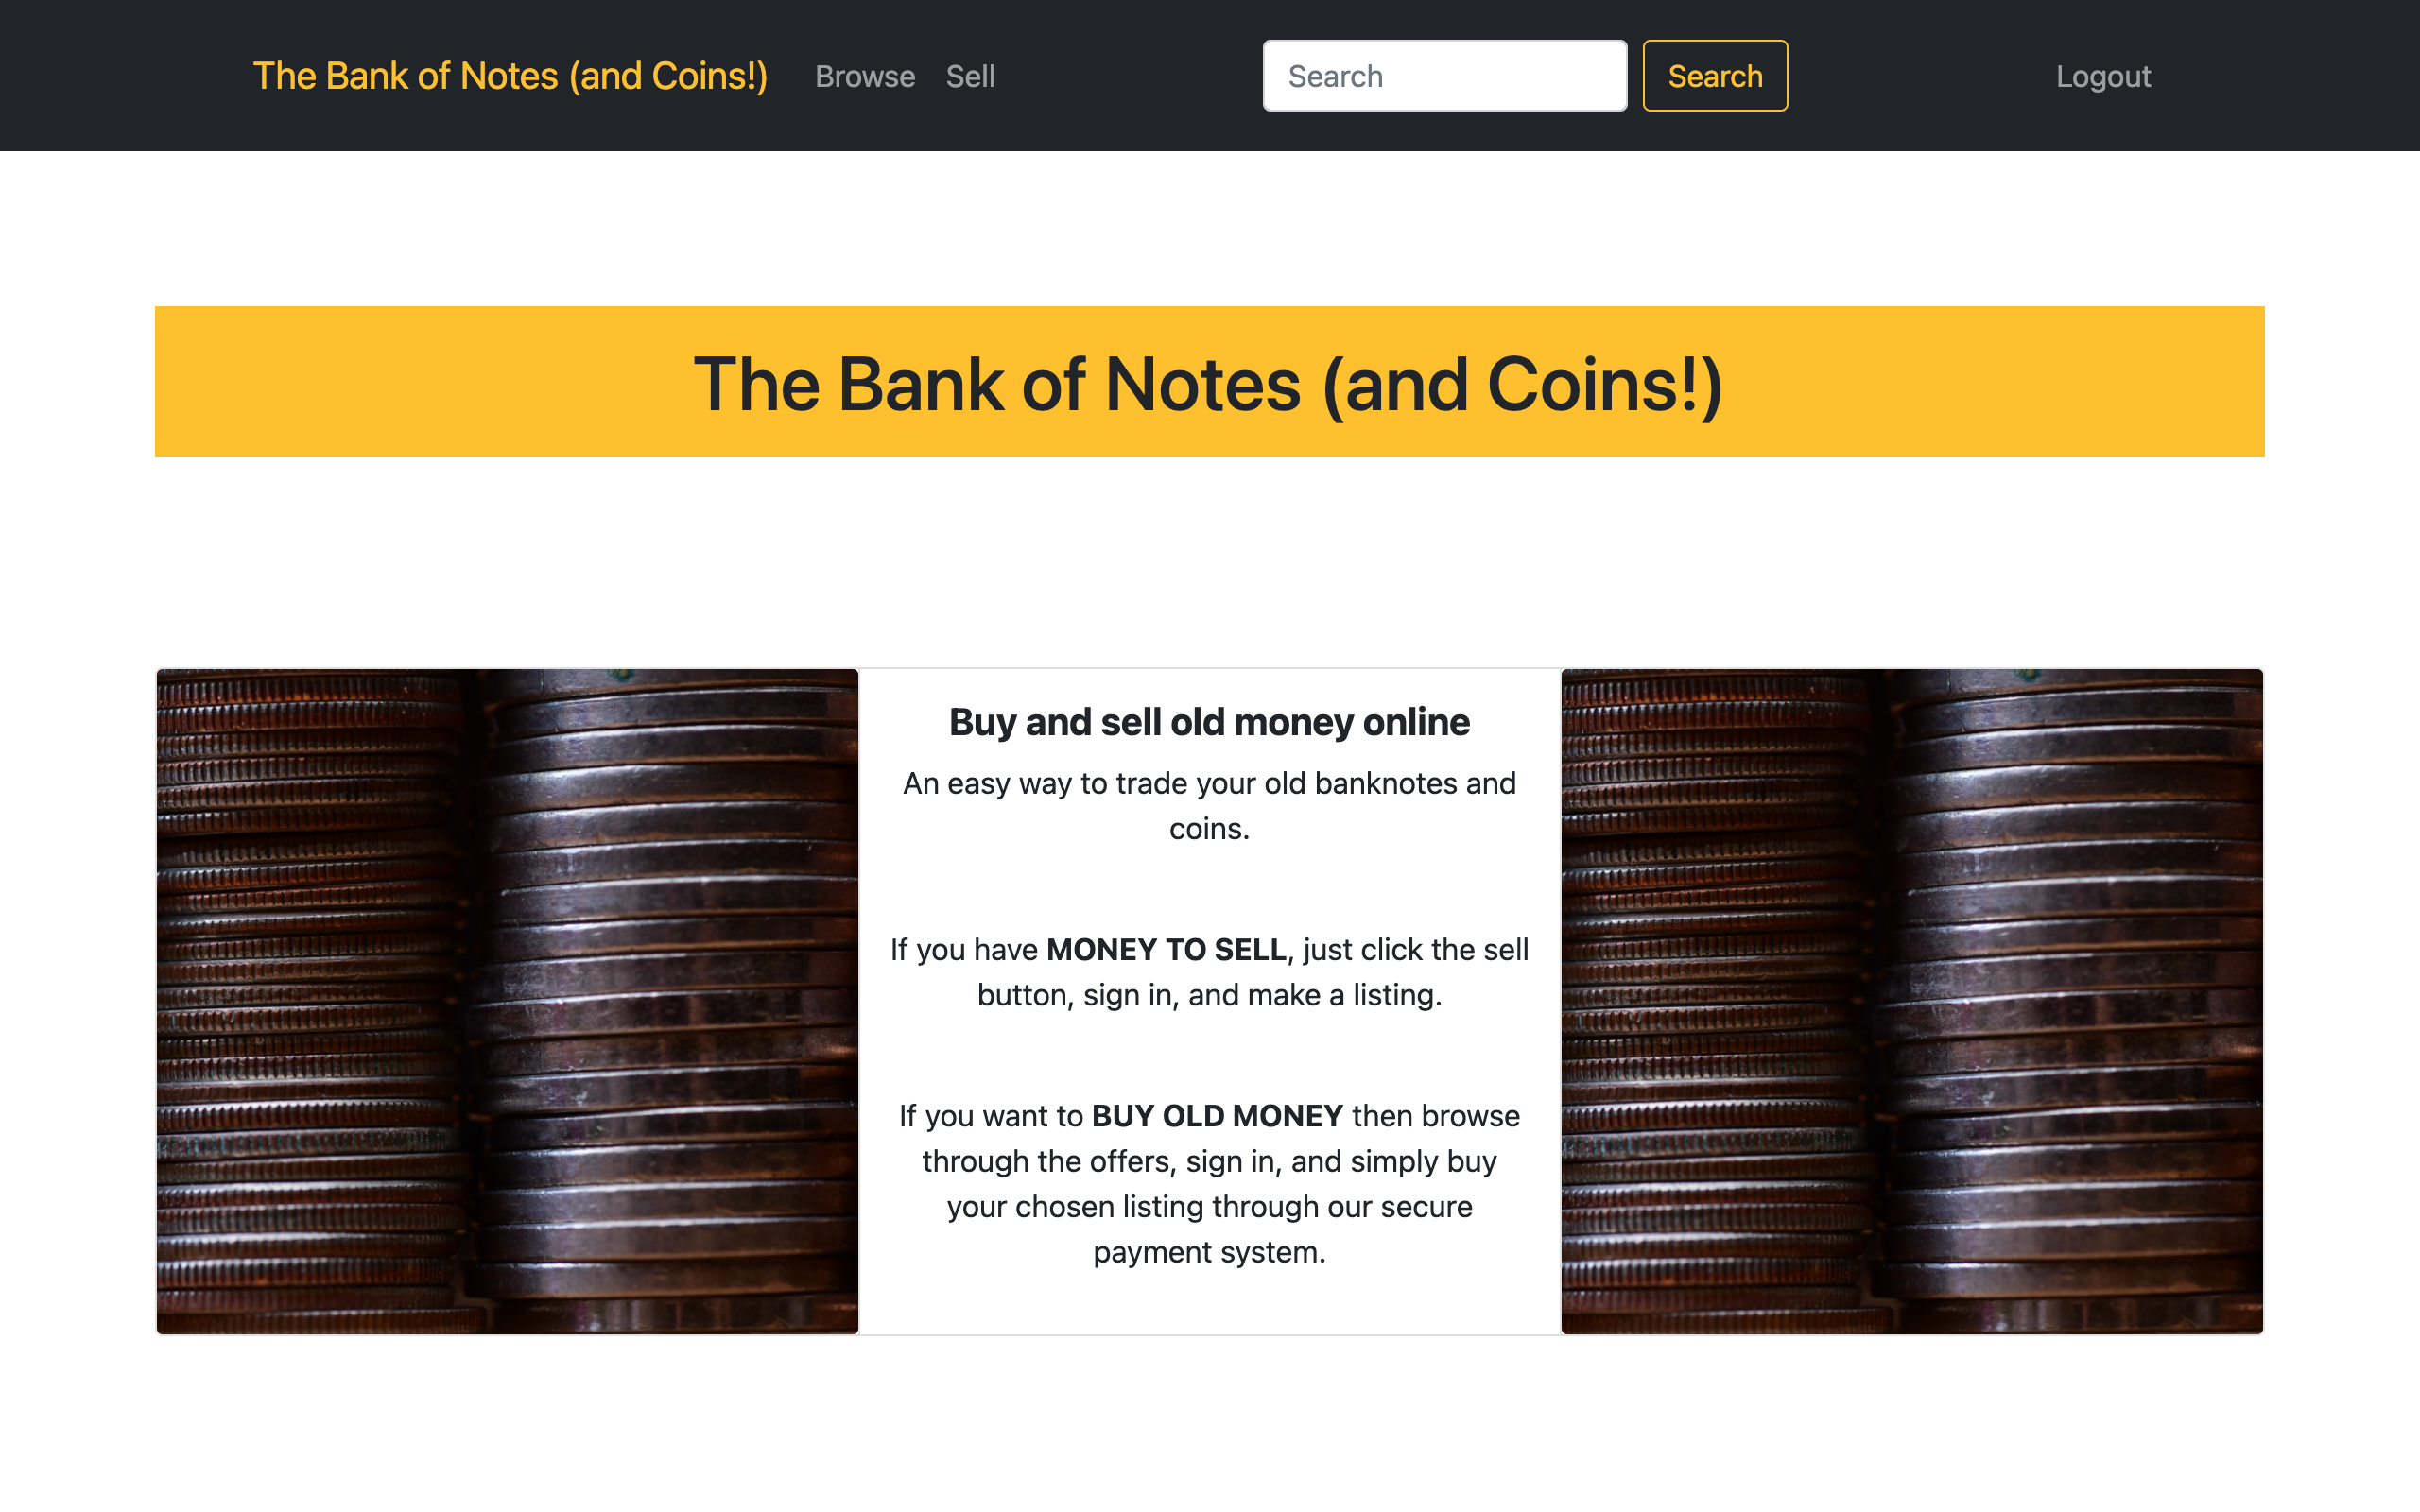 The Bank of Notes (and Coins!) Browse Sell Search Search Logout
The Bank of Notes (and Coins!)
Buy and sell old money online
An easy way to trade your old banknotes and
coins.
If you have MONEY TO SELL, just click the sell
button, sign in, and make a listing.
If you want to BUY OLD MONEY then browse
through the offers, sign in, and simply buy
your chosen listing through our secure
payment system.